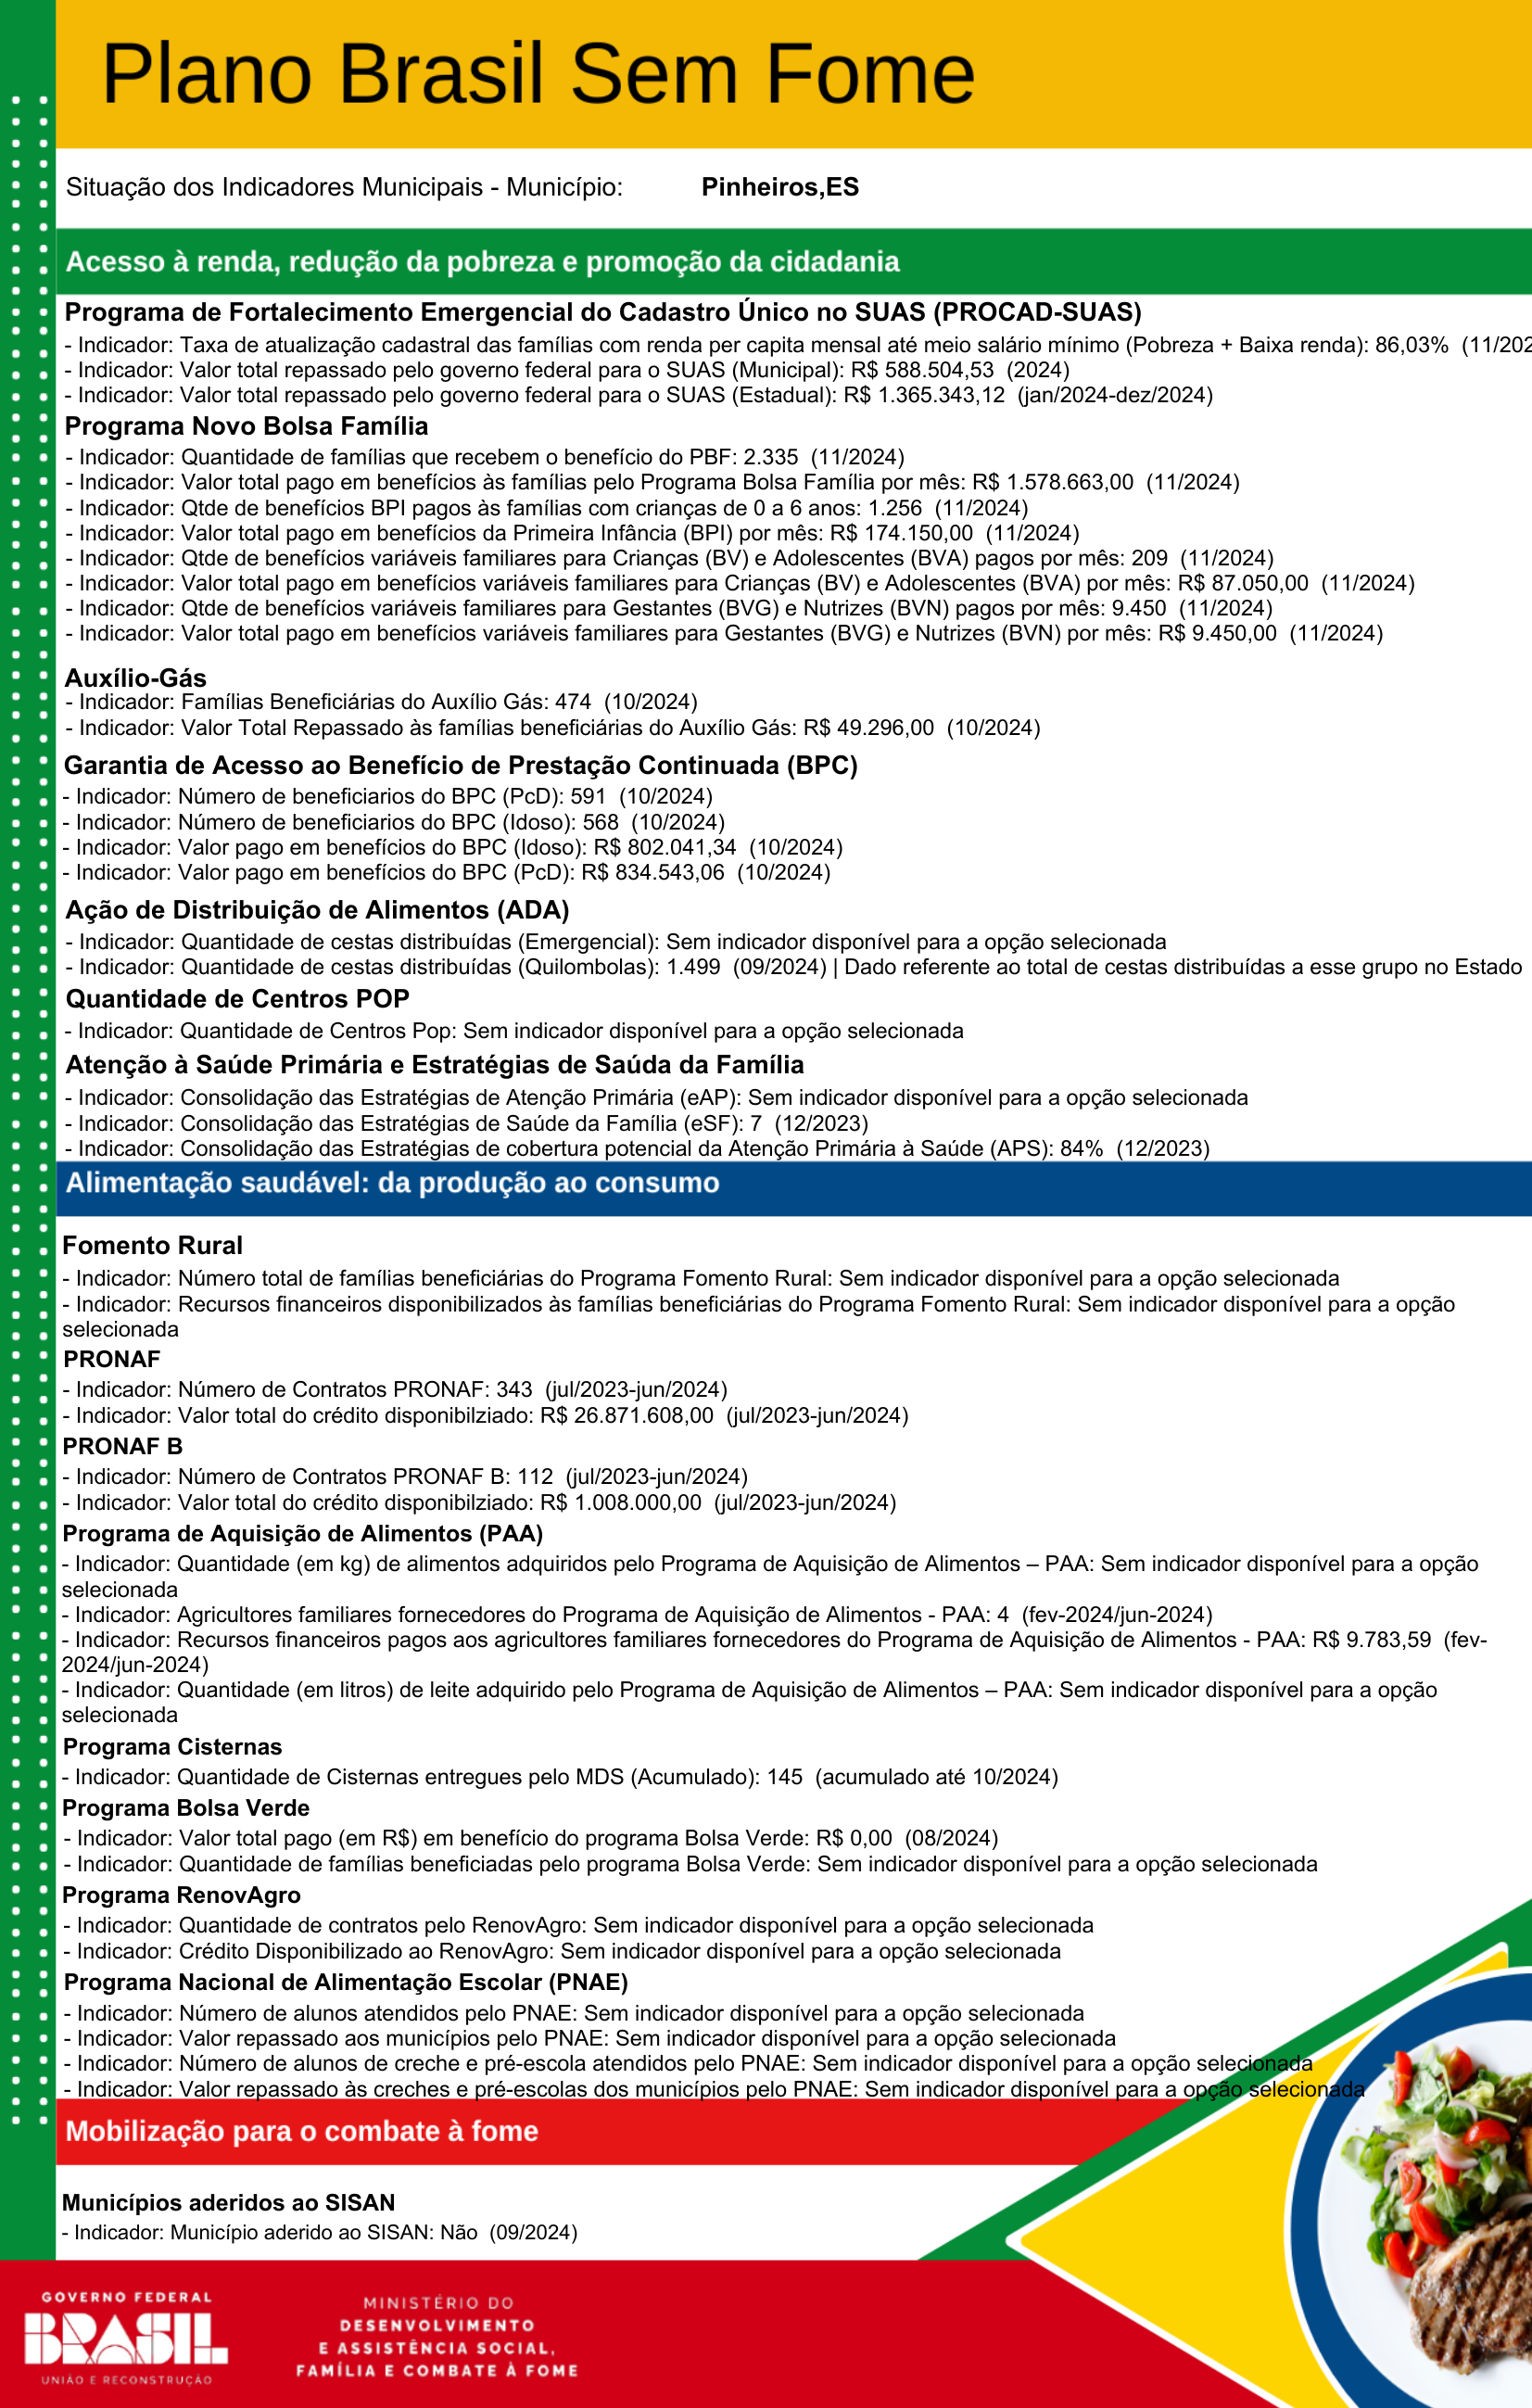 Plano Brasil Sem Fome
Situação dos Indicadores Municipais - Município: Pinheiros,ES
Acesso à renda, redução da pobreza e promoção da cidadania
Programa de Fortalecimento Emergencial do Cadastro Único no SUAS (PROCAD-SUAS)
- Indicador: Taxa de atualização cadastral das famílias com renda per capita mensal até meio salário mínimo (Pobreza + Baixa renda): 86,03% (11/202
- Indicador: Valor total repassado pelo governo federal para o SUAS (Municipal): R$ 588.504,53 (2024)
- Indicador: Valor total repassado pelo governo federal para o SUAS (Estadual): R$ 1.365.343,12 (jan/2024-dez/2024)
Programa Novo Bolsa Família
- Indicador: Quantidade de famílias que recebem o benefício do PBF: 2.335 (11/2024)
- Indicador: Valor total pago em benefícios às famílias pelo Programa Bolsa Família por mês: R$ 1.578.663,00 (11/2024)
- Indicador: Qtde de benefícios BPI pagos às famílias com crianças de 0 a 6 anos: 1.256 (11/2024)
- Indicador: Valor total pago em benefícios da Primeira Infância (BPI) por mês: R$ 174.150,00 (11/2024)
- Indicador: Qtde de benefícios variáveis familiares para Crianças (BV) e Adolescentes (BVA) pagos por mês: 209 (11/2024)
- Indicador: Valor total pago em benefícios variáveis familiares para Crianças (BV) e Adolescentes (BVA) por mês: R$ 87.050,00 (11/2024)
- Indicador: Qtde de benefícios variáveis familiares para Gestantes (BVG) e Nutrizes (BVN) pagos por mês: 9.450 (11/2024)
- Indicador: Valor total pago em benefícios variáveis familiares para Gestantes (BVG) e Nutrizes (BVN) por mês: R$ 9.450,00 (11/2024)
Auxílio-Gás
- Indicador: Famílias Beneficiárias do Auxílio Gás: 474 (10/2024)
- Indicador: Valor Total Repassado às famílias beneficiárias do Auxílio Gás: R$ 49.296,00 (10/2024)
Garantia de Acesso ao Benefício de Prestação Continuada (BPC)
- Indicador: Número de beneficiarios do BPC (PcD): 591 (10/2024)
- Indicador: Número de beneficiarios do BPC (Idoso): 568 (10/2024)
- Indicador: Valor pago em benefícios do BPC (Idoso): R$ 802.041,34 (10/2024)
- Indicador: Valor pago em benefícios do BPC (PcD): R$ 834.543,06 (10/2024)
Ação de Distribuição de Alimentos (ADA)
- Indicador: Quantidade de cestas distribuídas (Emergencial): Sem indicador disponível para a opção selecionada
- Indicador: Quantidade de cestas distribuídas (Quilombolas): 1.499 (09/2024) | Dado referente ao total de cestas distribuídas a esse grupo no Estado
Quantidade de Centros POP
- Indicador: Quantidade de Centros Pop: Sem indicador disponível para a opção selecionada
Atenção à Saúde Primária e Estratégias de Saúda da Família
- Indicador: Consolidação das Estratégias de Atenção Primária (eAP): Sem indicador disponível para a opção selecionada
- Indicador: Consolidação das Estratégias de Saúde da Família (eSF): 7 (12/2023)
- Indicador: Consolidação das Estratégias de cobertura potencial da Atenção Primária à Saúde (APS): 84% (12/2023)
Alimentação saudável: da produção ao consumo
Fomento Rural
- Indicador: Número total de famílias beneficiárias do Programa Fomento Rural: Sem indicador disponível para a opção selecionada
- Indicador: Recursos financeiros disponibilizados às famílias beneficiárias do Programa Fomento Rural: Sem indicador disponível para a opção
selecionada
PRONAF
- Indicador: Número de Contratos PRONAF: 343 (jul/2023-jun/2024)
- Indicador: Valor total do crédito disponibilziado: R$ 26.871.608,00 (jul/2023-jun/2024)
PRONAF B
- Indicador: Número de Contratos PRONAF B: 112 (jul/2023-jun/2024)
- Indicador: Valor total do crédito disponibilziado: R$ 1.008.000,00 (jul/2023-jun/2024)
Programa de Aquisição de Alimentos (PAA)
- Indicador: Quantidade (em kg) de alimentos adquiridos pelo Programa de Aquisição de Alimentos – PAA: Sem indicador disponível para a opção
selecionada
- Indicador: Agricultores familiares fornecedores do Programa de Aquisição de Alimentos - PAA: 4 (fev-2024/jun-2024)
- Indicador: Recursos financeiros pagos aos agricultores familiares fornecedores do Programa de Aquisição de Alimentos - PAA: R$ 9.783,59 (fev-
2024/jun-2024)
- Indicador: Quantidade (em litros) de leite adquirido pelo Programa de Aquisição de Alimentos – PAA: Sem indicador disponível para a opção
selecionada
Programa Cisternas
- Indicador: Quantidade de Cisternas entregues pelo MDS (Acumulado): 145 (acumulado até 10/2024)
Programa Bolsa Verde
- Indicador: Valor total pago (em R$) em benefício do programa Bolsa Verde: R$ 0,00 (08/2024)
- Indicador: Quantidade de famílias beneficiadas pelo programa Bolsa Verde: Sem indicador disponível para a opção selecionada
Programa RenovAgro
- Indicador: Quantidade de contratos pelo RenovAgro: Sem indicador disponível para a opção selecionada
- Indicador: Crédito Disponibilizado ao RenovAgro: Sem indicador disponível para a opção selecionada
Programa Nacional de Alimentação Escolar (PNAE)
- Indicador: Número de alunos atendidos pelo PNAE: Sem indicador disponível para a opção selecionada
- Indicador: Valor repassado aos municípios pelo PNAE: Sem indicador disponível para a opção selecionada
- Indicador: Número de alunos de creche e pré-escola atendidos pelo PNAE: Sem indicador disponível para a opção selecionada
- Indicador: Valor repassado às creches e pré-escolas dos municípios pelo PNAE: Sem indicador disponível para a opção selecionada
Mobilização para o combate à fome
Municípios aderidos ao SISAN
- Indicador: Município aderido ao SISAN: Não (09/2024)
GOVERNO FEDERAL
BRASIL
UNIÃO E RECONSTRUÇÃO
MINISTÉRIO DO
DESENVOLVIMENTO
E ASSISTÊNCIA SOCIAL,
FAMÍLIA E COMBATE À FOME